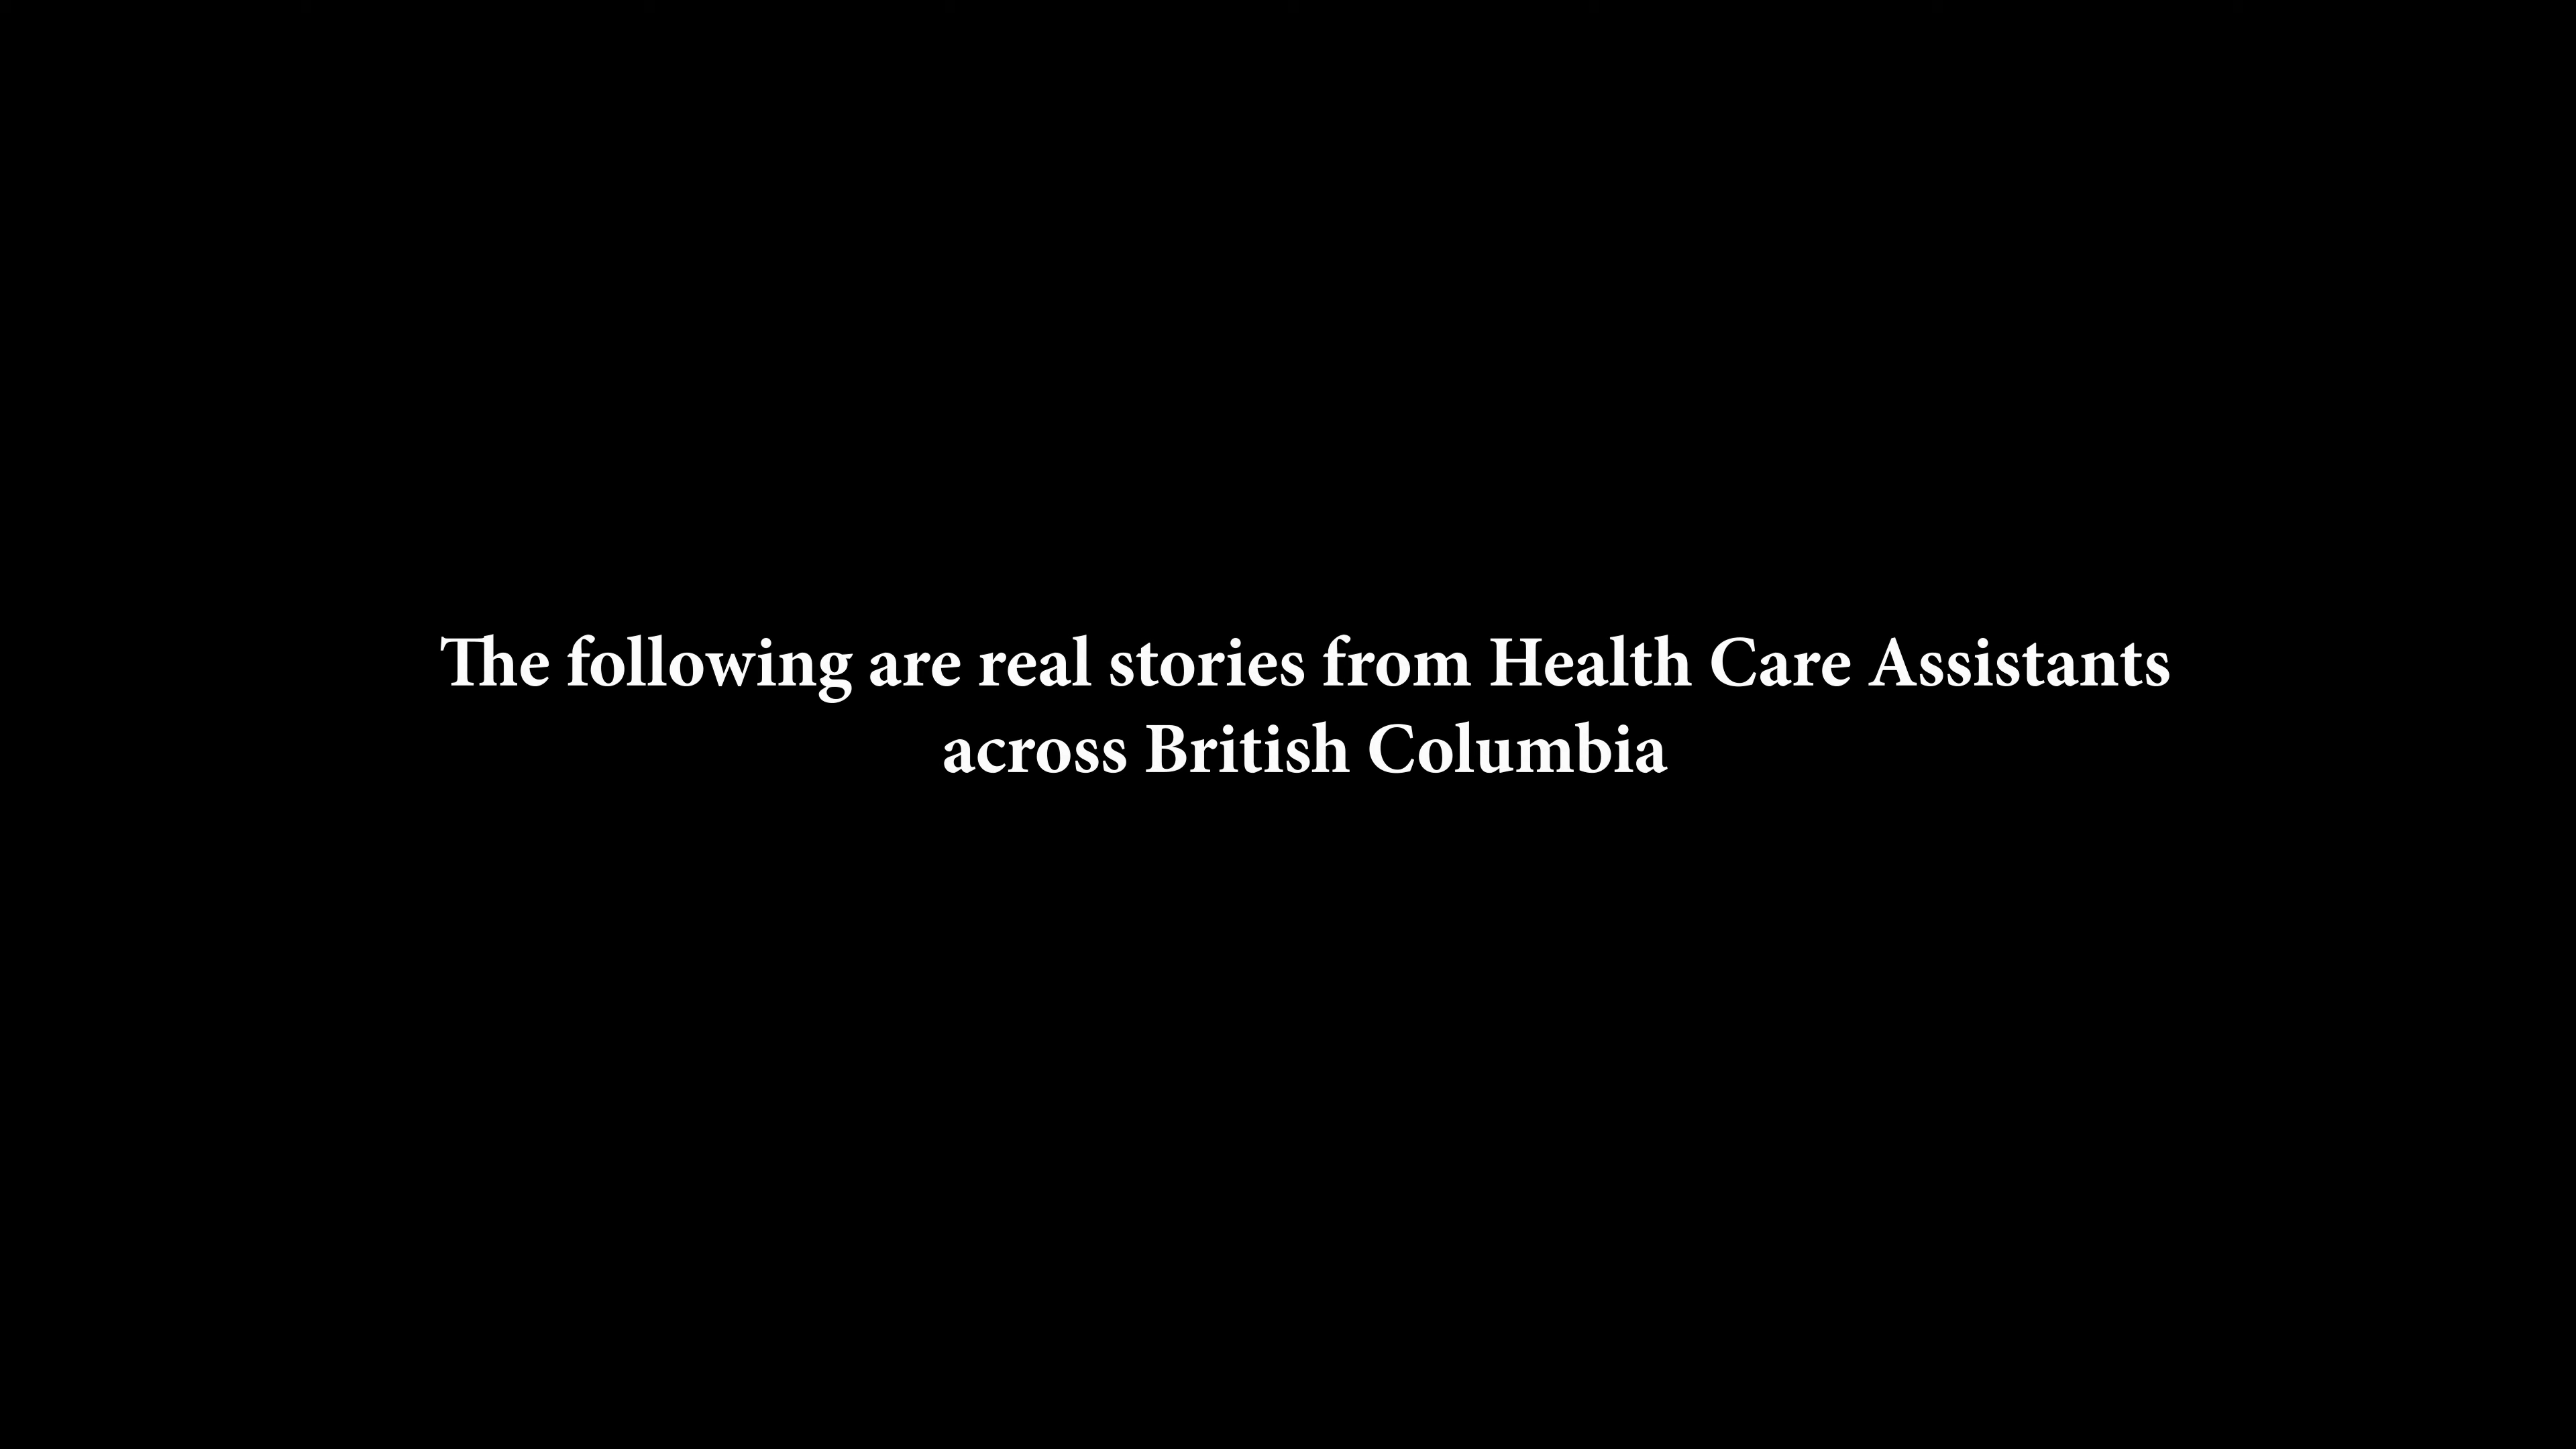 The following are real stories from Health Care Assistants
across British Columbia